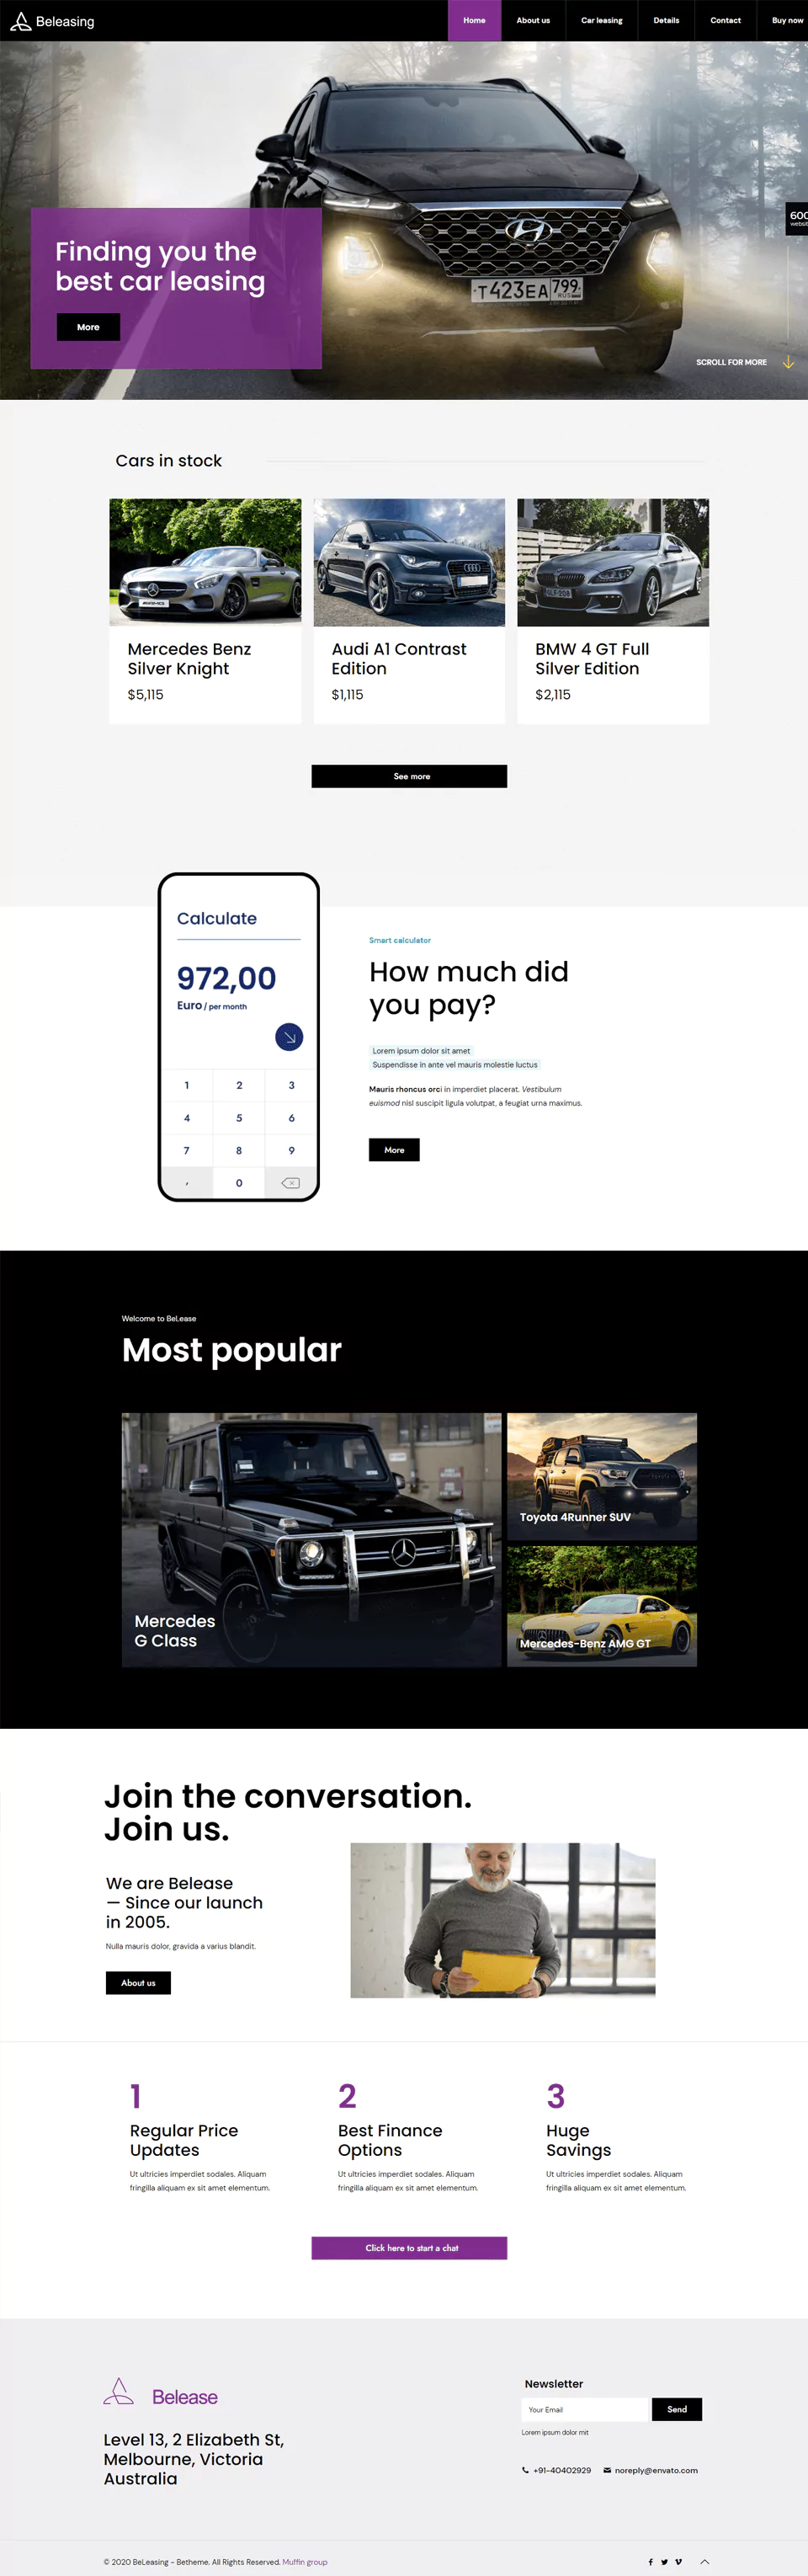 Beleasing
Home
About us
Car leasing
Details
Contact
Buy now
Finding you the
best car leasing
More
T423EA 799
RUS
600
websit
SCROLL FOR MORE
Cars in stock
Mercedes Benz
Silver Knight
$5,115
Audi A1 Contrast
Edition
$1,115
BMW 4 GT Full
Silver Edition
$2,115
See more
Calculate
972,00
Euro / per month
1 2 3
4 5 6
7 8 9
, 0
Smart calculator
How much did
you pay?
Lorem ipsum dolor sit amet
Suspendisse in ante vel mauris molestie luctus
Mauris rhoncus orci in imperdiet placerat. Vestibulum
euismod nisl suscipit ligula volutpat, a feugiat urna maximus.
More
Welcome to BeLease
Most popular
Mercedes
G Class
Toyota 4Runner SUV
Mercedes-Benz AMG GT
Join the conversation.
Join us.
We are Belease
— Since our launch
in 2005.
Nulla mauris dolor, gravida a varius blandit.
About us
1
Regular Price
Updates
Ut ultricies imperdiet sodales. Aliquam
fringilla aliquam ex sit amet elementum.
2
Best Finance
Options
Ut ultricies imperdiet sodales. Aliquam
fringilla aliquam ex sit amet elementum.
3
Huge
Savings
Ut ultricies imperdiet sodales. Aliquam
fringilla aliquam ex sit amet elementum.
Click here to start a chat
Belease
Level 13, 2 Elizabeth St,
Melbourne, Victoria
Australia
Newsletter
Your Email
Send
Lorem ipsum dolor mit
+91-40402929
noreply@envato.com
© 2020 BeLeasing - Betheme. All Rights Reserved. Muffin group